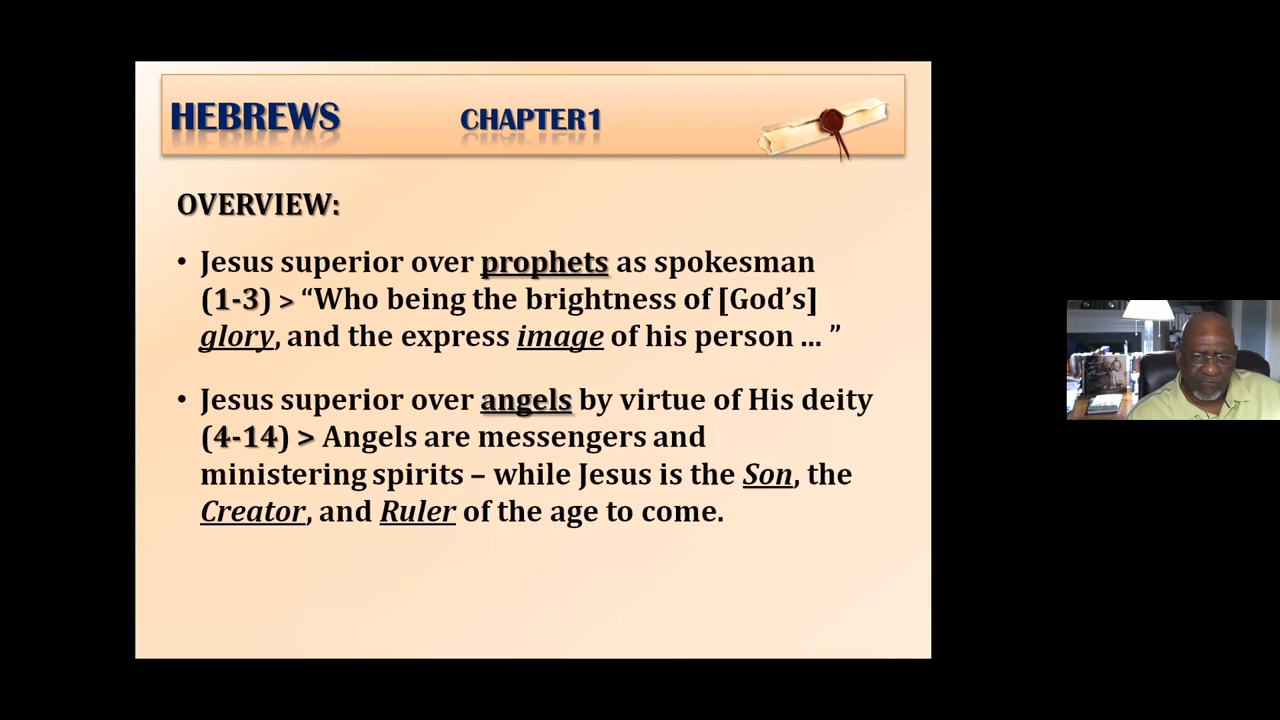 HEBREWS CHAPTER1
OVERVIEW:
• Jesus superior over prophets as spokesman
(1-3) > “Who being the brightness of [God’s]
glory, and the express image of his person ... ”
• Jesus superior over angels by virtue of His deity
(4-14) > Angels are messengers and
ministering spirits – while Jesus is the Son, the
Creator, and Ruler of the age to come.